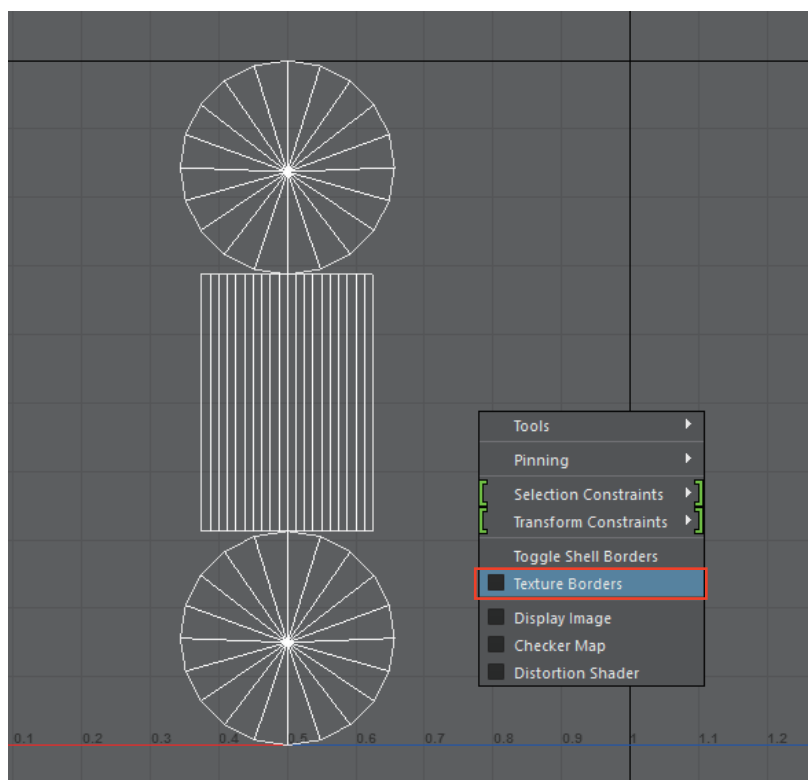 Tools
Pinning
Selection Constraints
Transform Constraints
Toggle Shell Borders
Texture Borders
Display Image
Checker Map
Distortion Shader
0.1 0.2 0.3 0.4 0.5 0.6 0.7 0.8 0.9 1 1.1 1.2